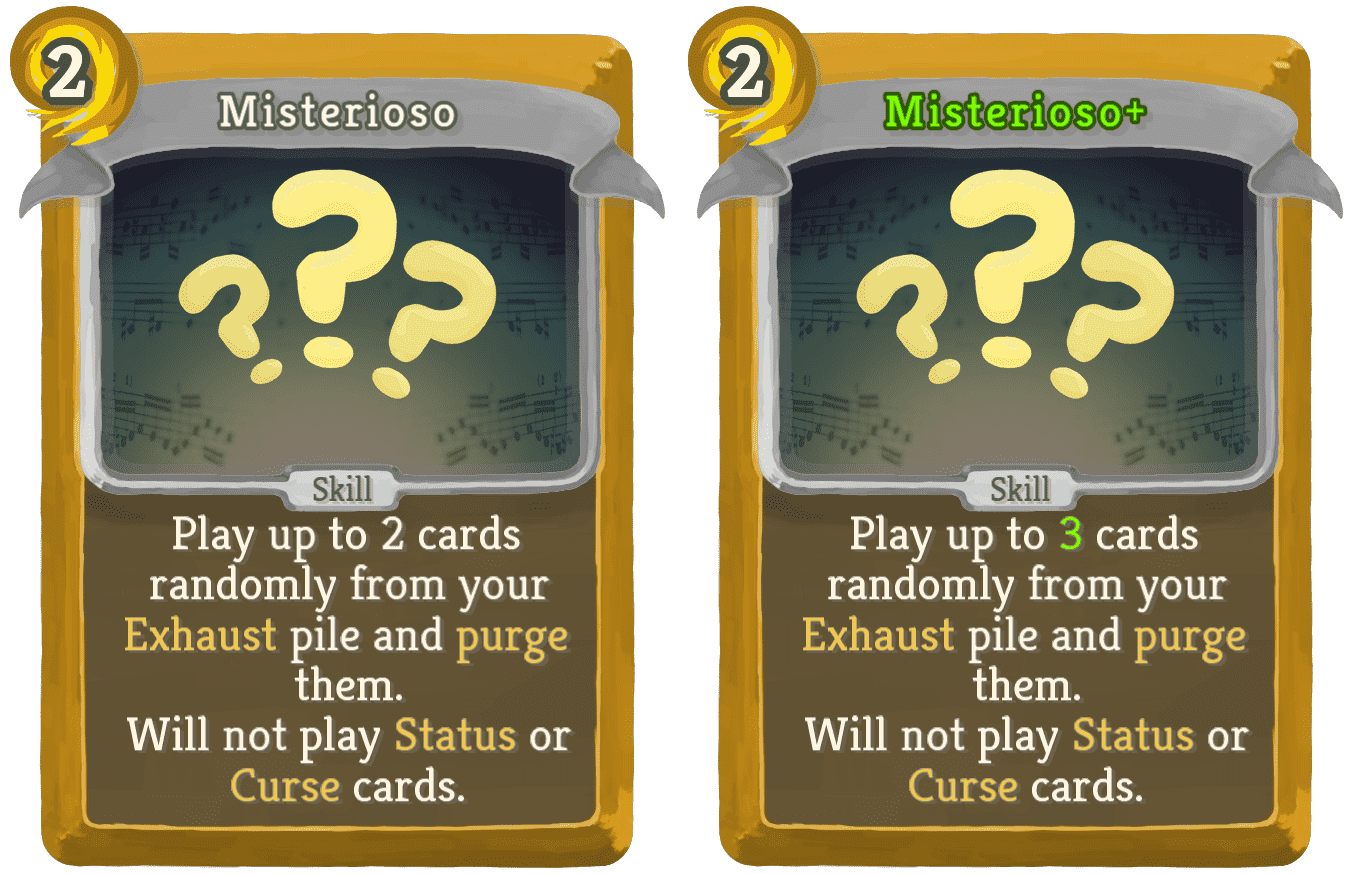 2
Misterioso
Skill
Play up to 2 cards
randomly from your
Exhaust pile and purge
them.
Will not play Status or
Curse cards.
2
Misterioso+
Skill
Play up to 3 cards
randomly from your
Exhaust pile and purge
them.
Will not play Status or
Curse cards.